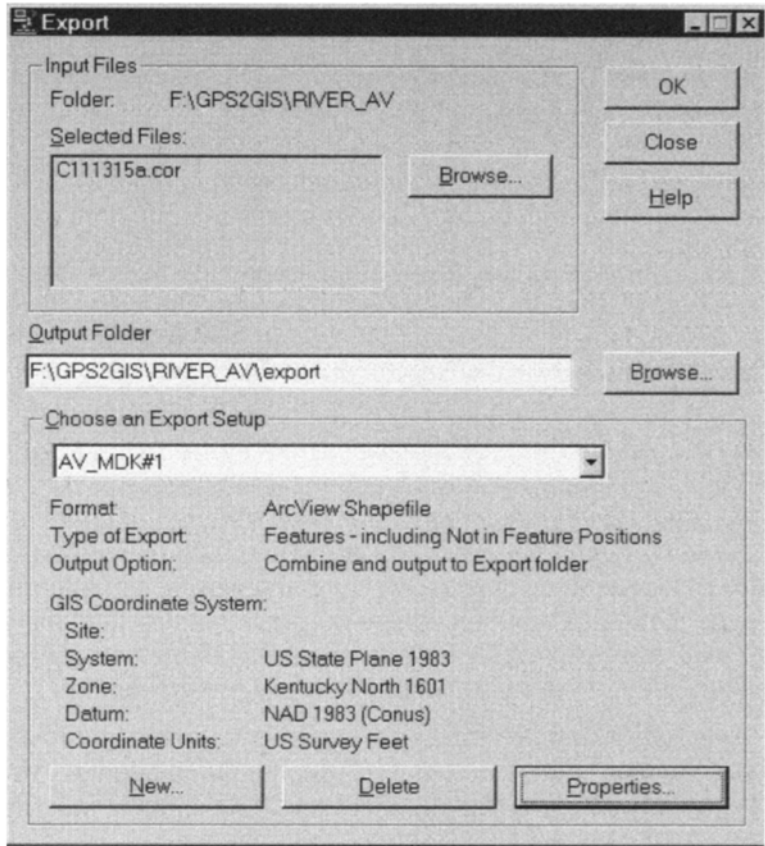 Export
Input Files
Folder: F:\GPS2GIS\RIVER_AV
OK
Selected Files:
Close
C111315a.cor
Browse...
Help
Output Folder
F:\GPS2GIS\RIVER_AV\export
Browse...
Choose an Export Setup
AV_MDK#1
Format: ArcView Shapefile
Type of Export: Features - including Not in Feature Positions
Output Option: Combine and output to Export folder
GIS Coordinate System:
Site:
System: US State Plane 1983
Zone: Kentucky North 1601
Datum: NAD 1983 (Conus)
Coordinate Units: US Survey Feet
New...
Delete
Properties...